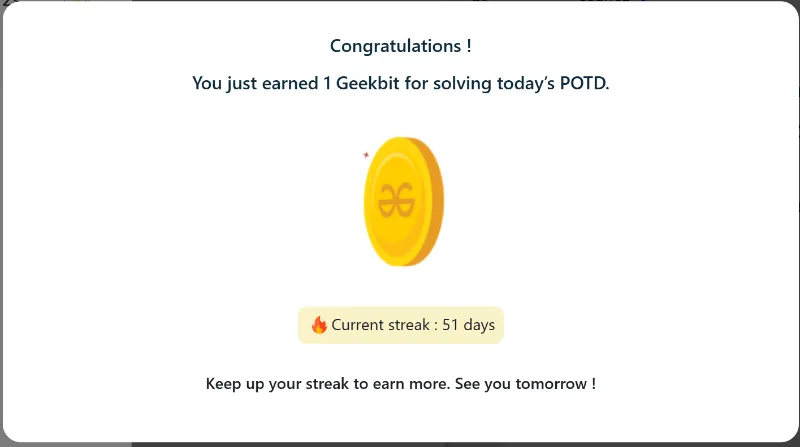 Congratulations !
You just earned 1 Geekbit for solving today’s POTD.
Current streak : 51 days
Keep up your streak to earn more. See you tomorrow !